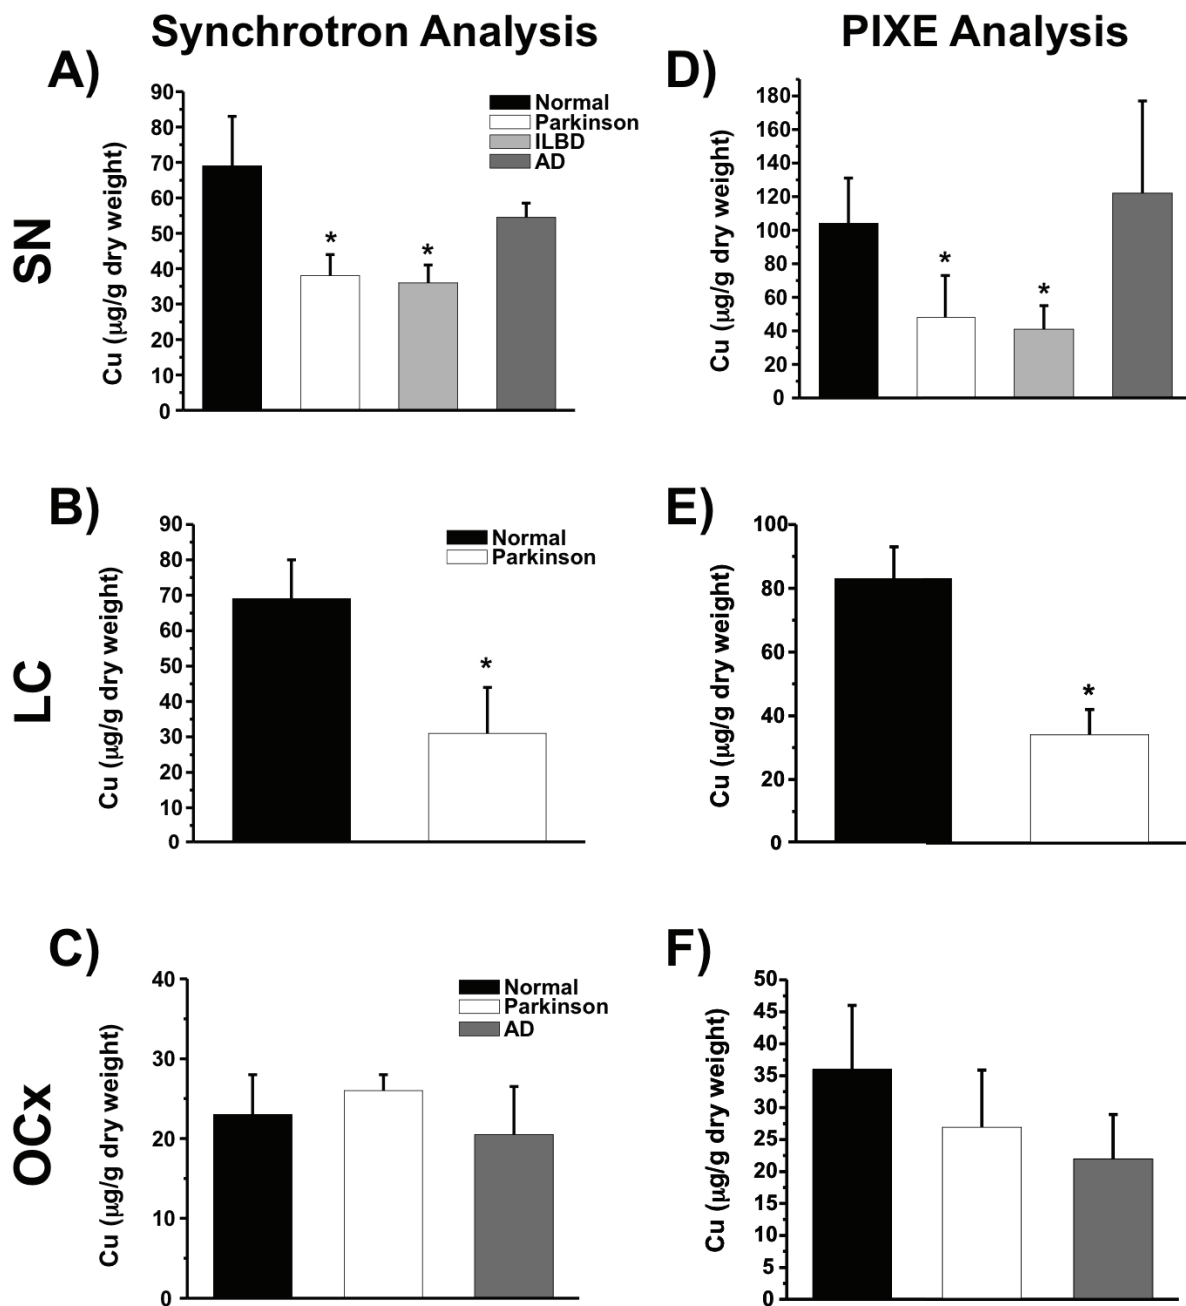 Synchrotron Analysis
PIXE Analysis
SN
A)
Cu (μg/g dry weight)
90
80
70
60
50
40
30
20
10
0
Normal
Parkinson
ILBD
AD
*
*
D)
Cu (μg/g dry weight)
180
160
140
120
100
80
60
40
20
0
*
*
LC
B)
Cu (μg/g dry weight)
90
80
70
60
50
40
30
20
10
0
Normal
Parkinson
*
E)
Cu (μg/g dry weight)
100
80
60
40
20
0
*
OCx
C)
Cu (μg/g dry weight)
40
30
20
10
0
Normal
Parkinson
AD
F)
Cu (μg/g dry weight)
50
45
40
35
30
25
20
15
10
5
0